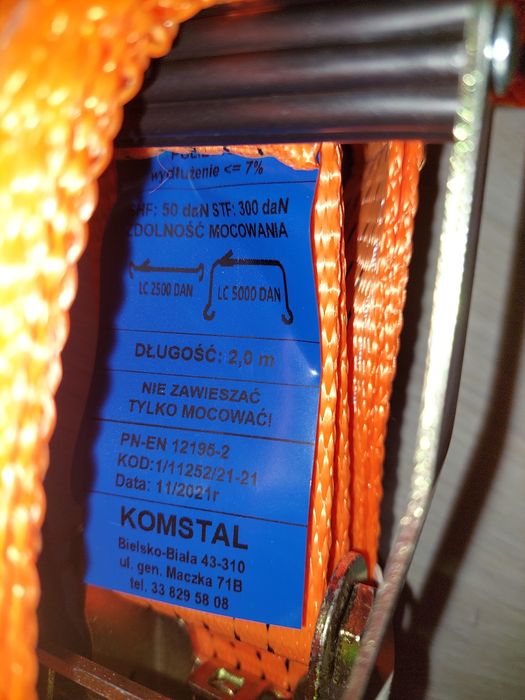 wydłużenie <= 7%
SHF: 50 daN STF: 300 daN
ZDOLNOŚĆ MOCOWANIA
LC 2500 DAN
LC 5000 DAN
DŁUGOŚĆ: 2,0 m
NIE ZAWIESZAĆ
TYLKO MOCOWAĆ!
PN-EN 12195-2
KOD:1/11252/21-21
Data: 11/2021r
KOMSTAL
Bielsko-Biała 43-310
ul. gen. Maczka 71B
tel. 33 829 58 08